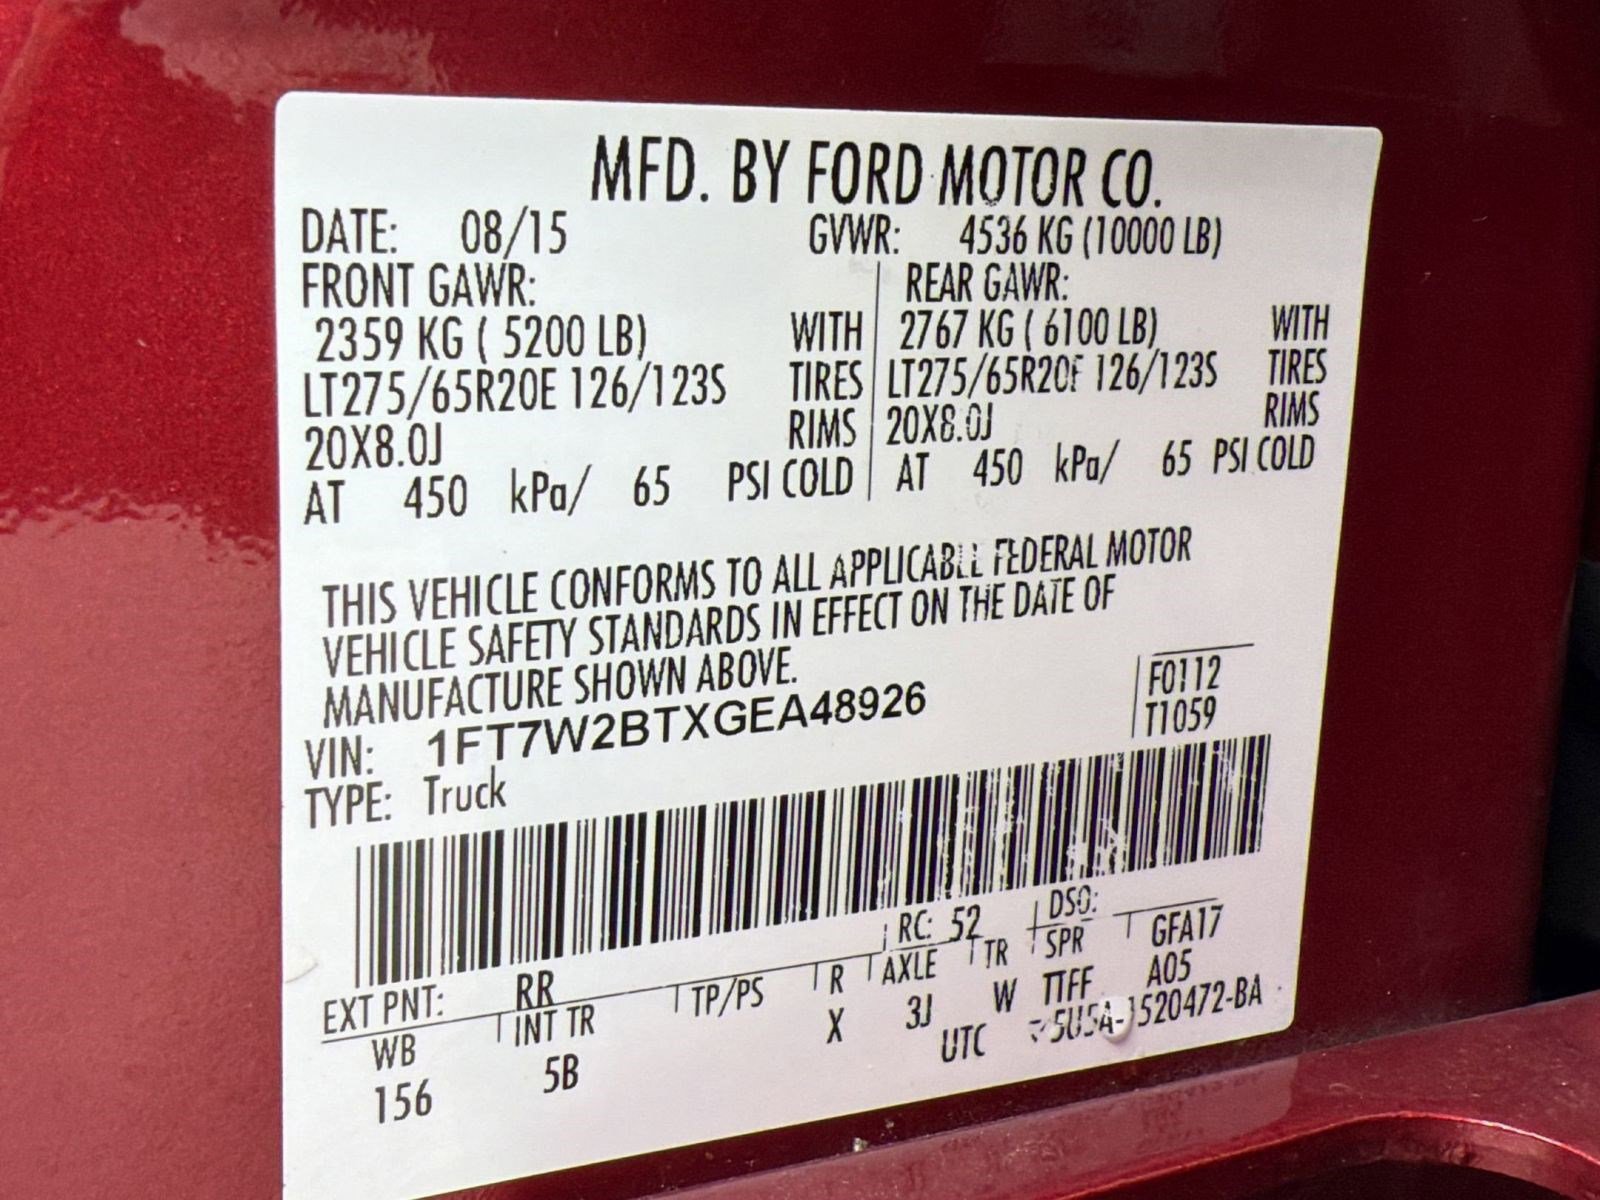 MFD. BY FORD MOTOR CO.
DATE: 08/15 GVWR: 4536 KG (10000 LB)
FRONT GAWR: REAR GAWR:
2359 KG ( 5200 LB) WITH 2767 KG ( 6100 LB) WITH
LT275/65R20E 126/123S TIRES LT275/65R20E 126/123S TIRES
20X8.0J RIMS 20X8.0J RIMS
AT 450 kPa/ 65 PSI COLD AT 450 kPa/ 65 PSI COLD
THIS VEHICLE CONFORMS TO ALL APPLICABLE FEDERAL MOTOR
VEHICLE SAFETY STANDARDS IN EFFECT ON THE DATE OF
MANUFACTURE SHOWN ABOVE.
VIN: 1FT7W2BTXGEA48926 F0112
TYPE: Truck T1059
EXT PNT: RR RC: 52 DSO:
WB INT TR TP/PS R AXLE TR SPR GFA17
156 5B X 3J W TTFF A05
UTC